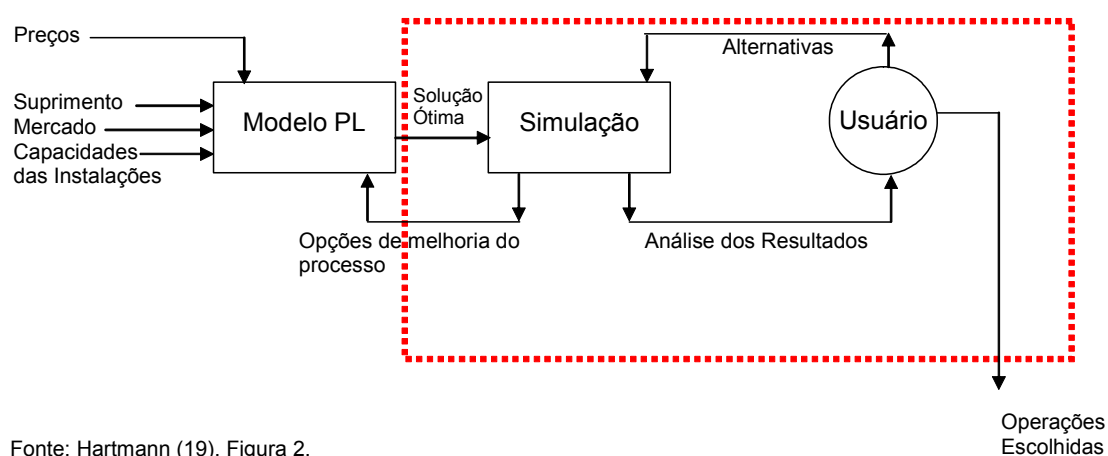 Preços
Alternativas
Suprimento
Mercado
Capacidades
das Instalações
Modelo PL
Solução
Ótima
Simulação
Usuário
Opções de melhoria do
processo
Análise dos Resultados
Operações
Escolhidas
Fonte: Hartmann (19), Figura 2.